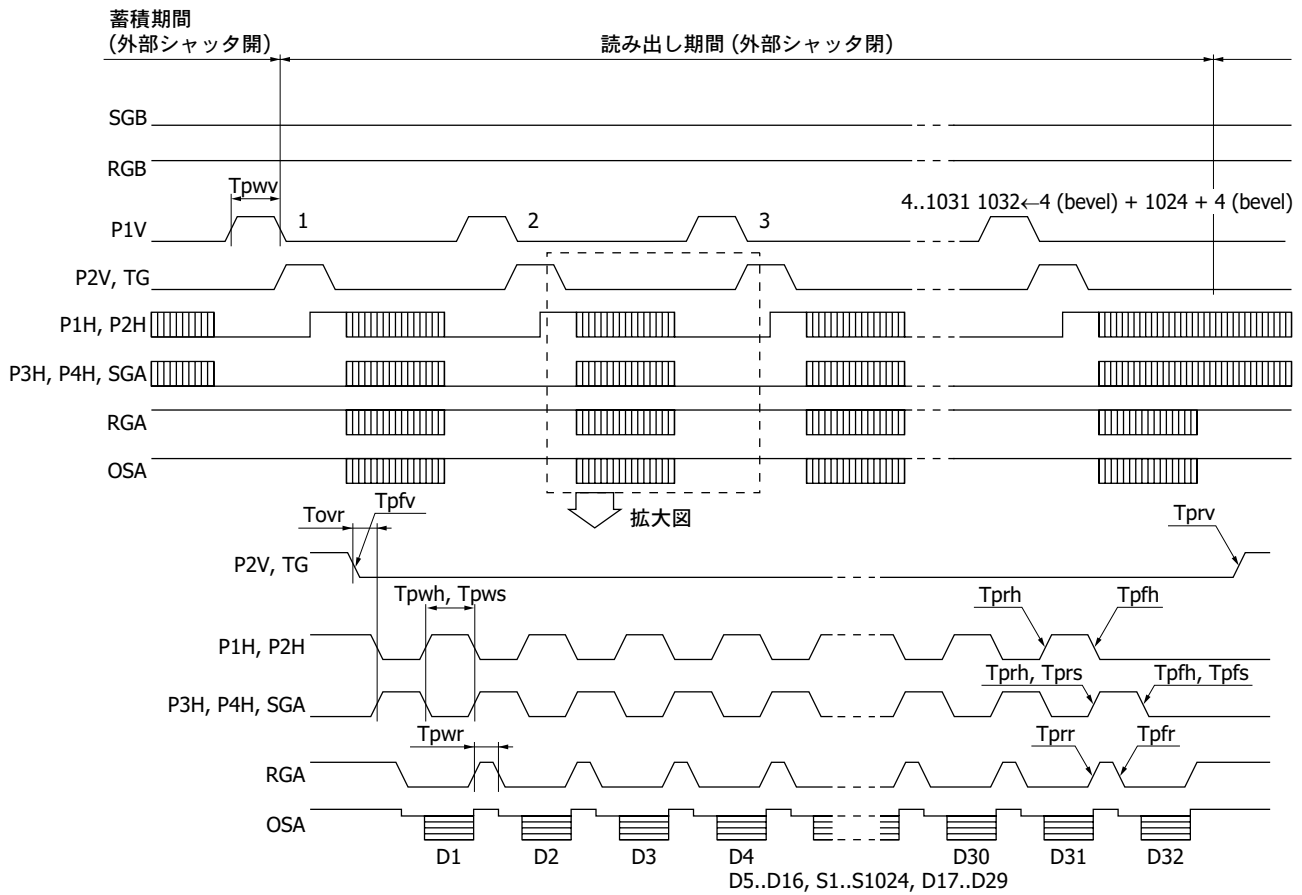 蓄積期間
(外部シャッタ開)
読み出し期間 (外部シャッタ閉)
SGB
RGB
Tpwv
4..1031 1032←4 (bevel) + 1024 + 4 (bevel)
P1V
1
2
3
P2V, TG
P1H, P2H
P3H, P4H, SGA
RGA
OSA
拡大図
Tovr
Tpfv
Tprv
P2V, TG
Tpwh, Tpws
Tprh
Tpfh
P1H, P2H
Tprh, Tprs
Tpfh, Tpfs
P3H, P4H, SGA
Tpwr
Tprr
Tpfr
RGA
OSA
D1
D2
D3
D4
D30
D31
D32
D5..D16, S1..S1024, D17..D29